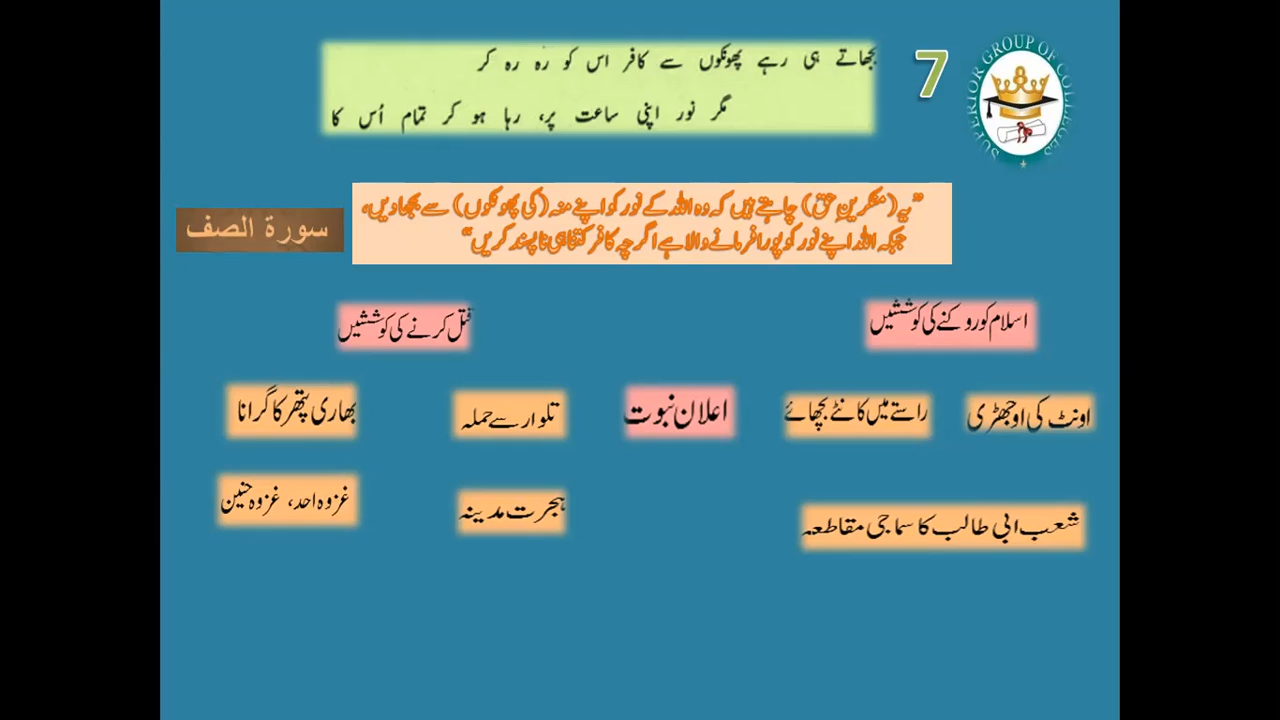 SUPERIOR GROUP OF COLLEGES
7
بجھاتے ہی رہے پھونکوں سے کافر اس کو رہ رہ کر
مگر نور اپنی ساعت پر، رہا ہو کر تمام اُس کا
”یہ (منکرینِ حق) چاہتے ہیں کہ وہ اللہ کے نور کو اپنے منہ (کی پھونکوں) سے بجھا دیں،
جبکہ اللہ اپنے نور کو پورا فرمانے والا ہے اگرچہ کافر کتنا ہی ناپسند کریں“
سورة الصف
اسلام کو روکنے کی کوششیں
قتل کرنے کی کوششیں
اونٹ کی اوجھڑی
راستے میں کانٹے بچھائے
اعلان نبوت
تلوار سے حملہ
بھاری پتھر کا گرانا
شعب ابی طالب کا سماجی مقاطعہ
ہجرت مدینہ
غزوہ احد، غزوہ حنین